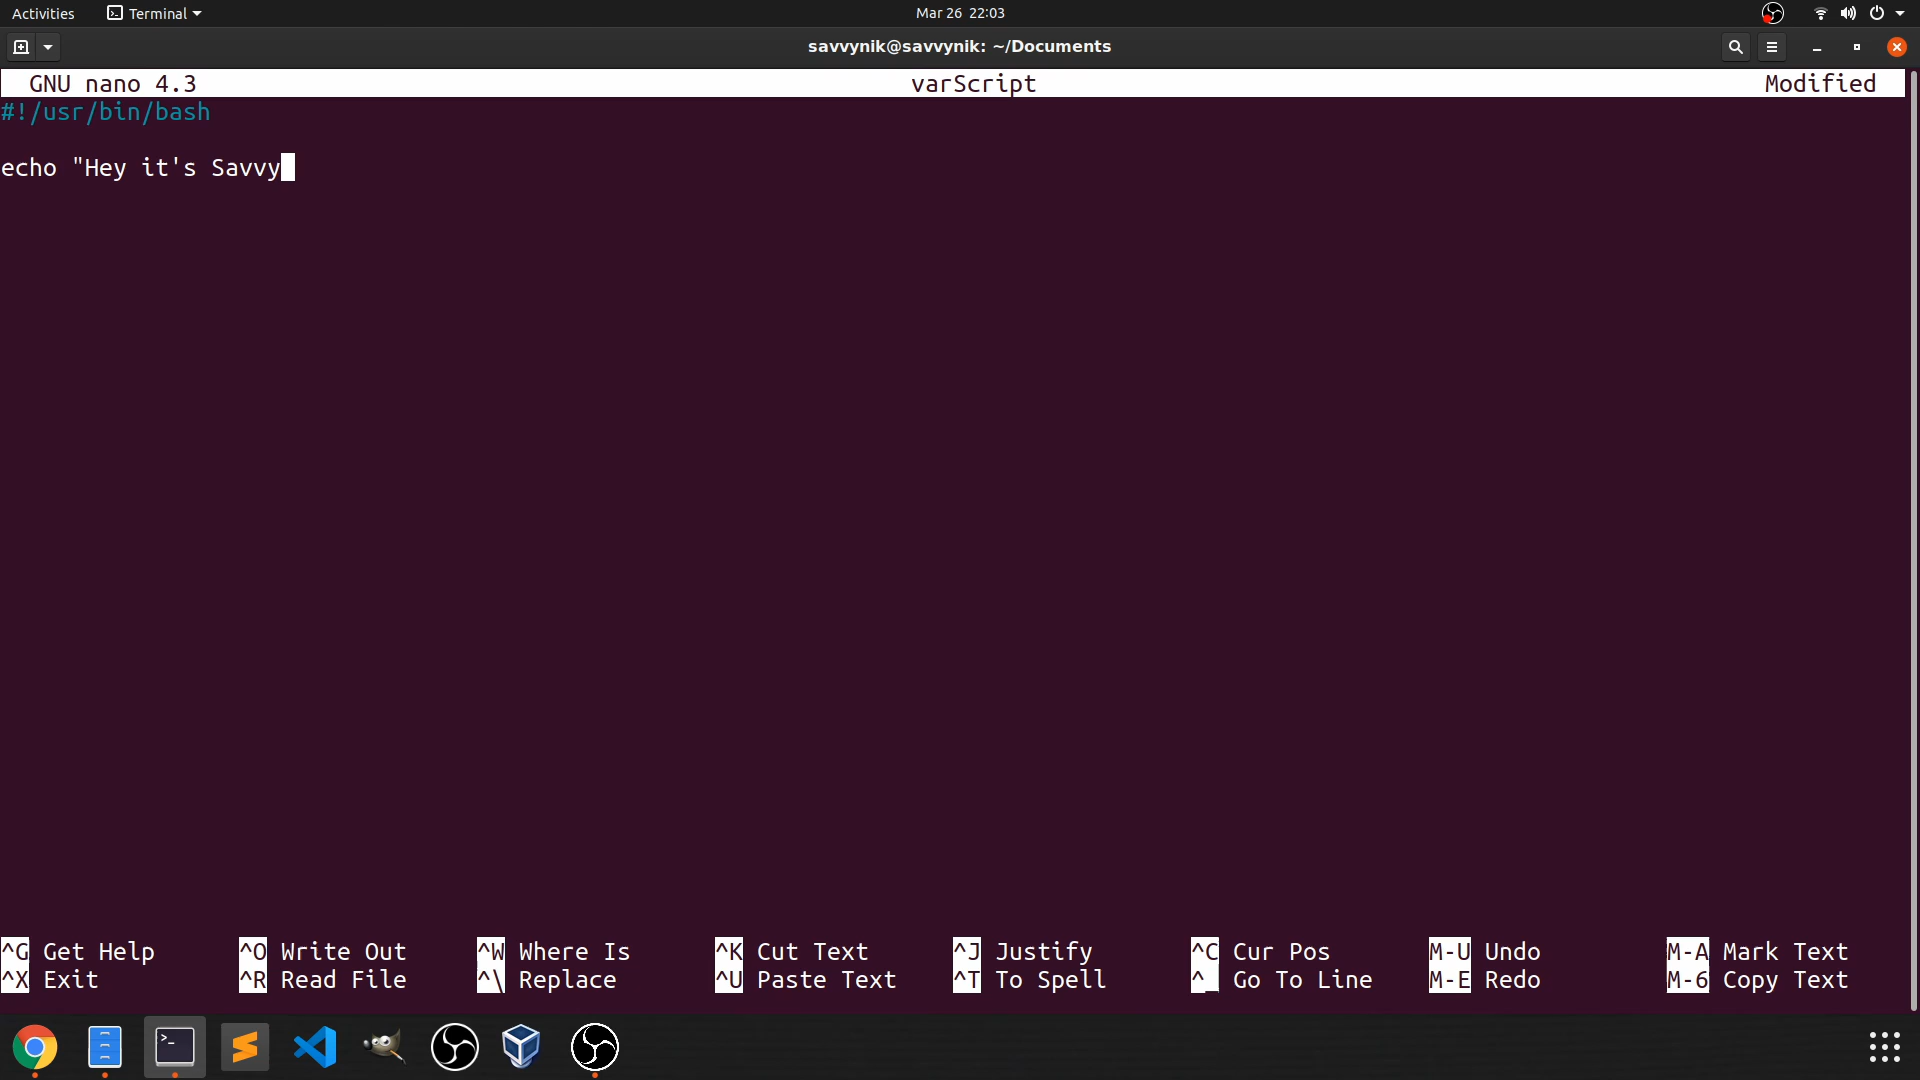 Activities Terminal Mar 26 22:03
savvynik@savvynik: ~/Documents
GNU nano 4.3 varScript Modified
#!/usr/bin/bash
echo "Hey it's Savvy
^G Get Help ^O Write Out ^W Where Is ^K Cut Text ^J Justify ^C Cur Pos M-U Undo M-A Mark Text
^X Exit ^R Read File ^\ Replace ^U Paste Text ^T To Spell ^_ Go To Line M-E Redo M-6 Copy Text